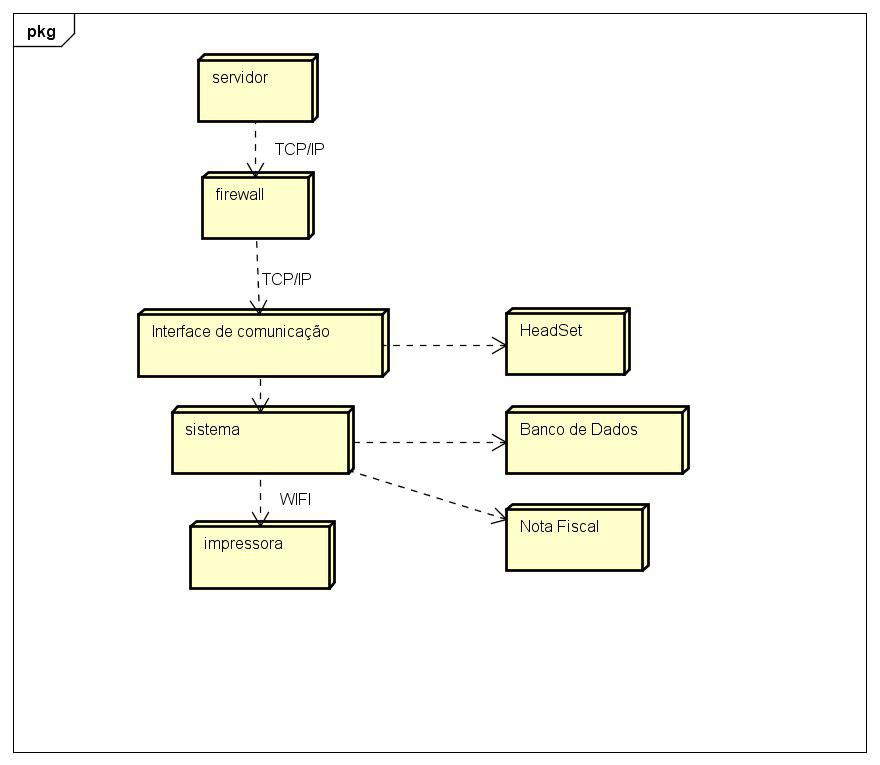 pkg
servidor
TCP/IP
firewall
TCP/IP
Interface de comunicação
HeadSet
sistema
Banco de Dados
WIFI
Nota Fiscal
impressora